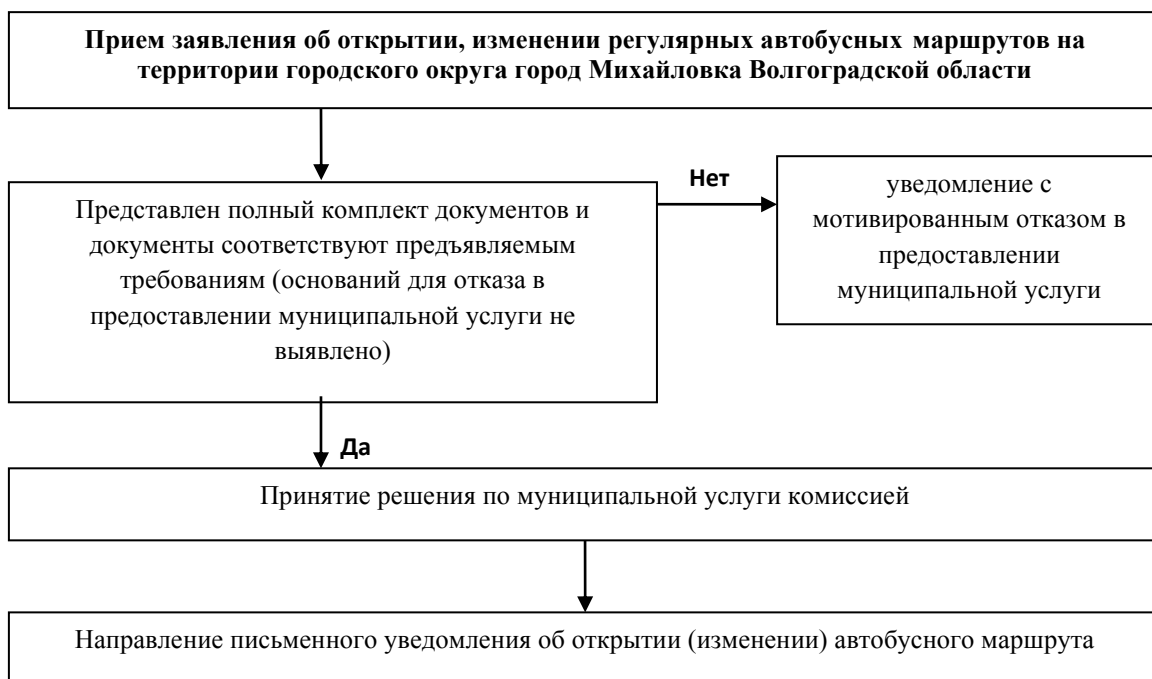 Прием заявления об открытии, изменении регулярных автобусных маршрутов на
территории городского округа город Михайловка Волгоградской области
Нет
уведомление с
мотивированным отказом в
предоставлении
муниципальной услуги
Представлен полный комплект документов и
документы соответствуют предъявляемым
требованиям (оснований для отказа в
предоставлении муниципальной услуги не
выявлено)
Да
Принятие решения по муниципальной услуги комиссией
Направление письменного уведомления об открытии (изменении) автобусного маршрута